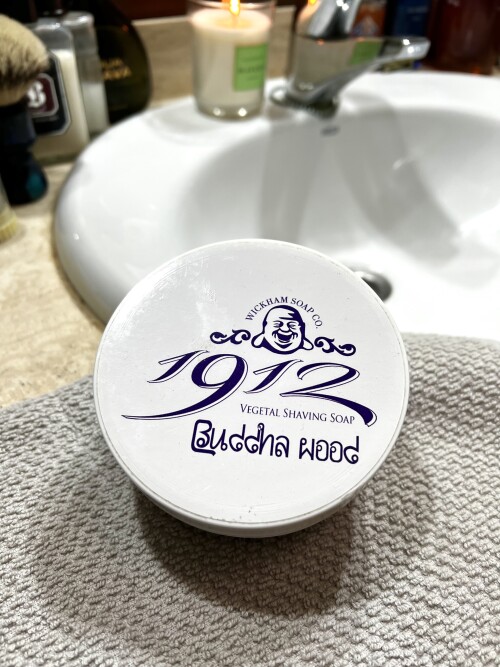 WICKHAM SOAP CO.
1912
VEGETAL SHAVING SOAP
Buddha wood